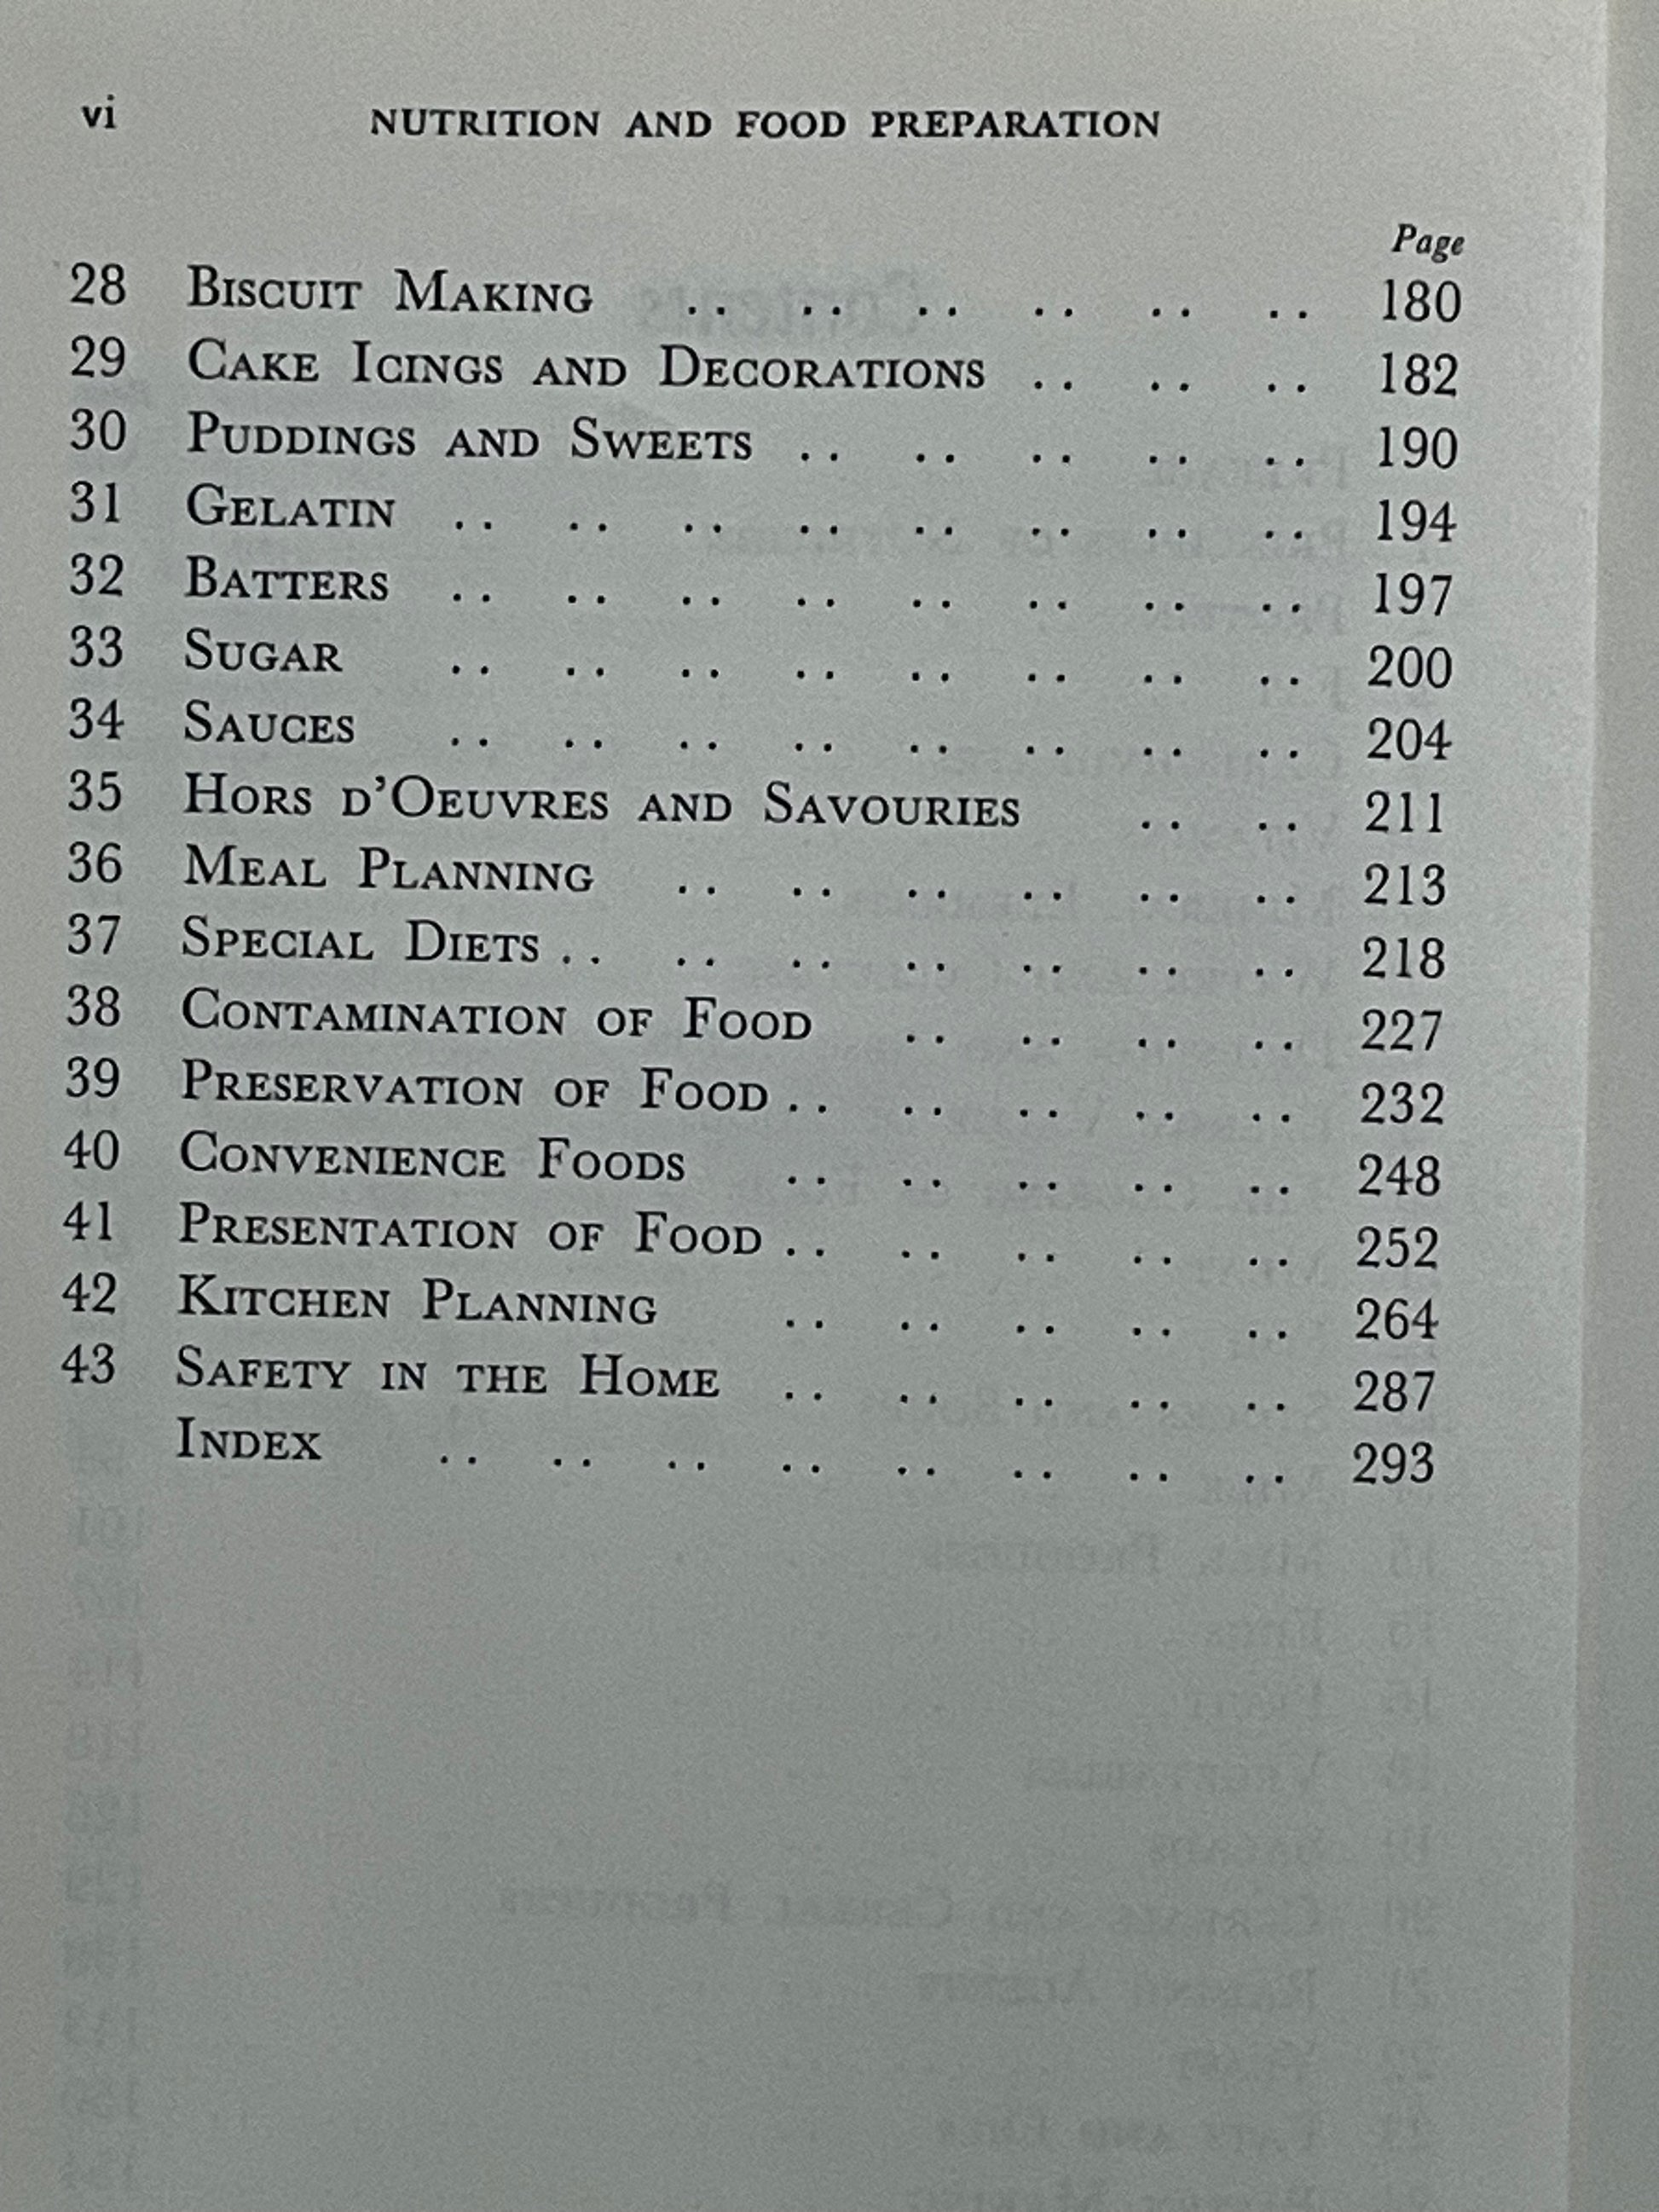 vi NUTRITION AND FOOD PREPARATION
Page
28 BISCUIT MAKING .. .. .. .. .. .. 180
29 CAKE ICINGS AND DECORATIONS .. .. .. 182
30 PUDDINGS AND SWEETS .. .. .. .. .. 190
31 GELATIN .. .. .. .. .. .. .. .. 194
32 BATTERS .. .. .. .. .. .. .. .. 197
33 SUGAR .. .. .. .. .. .. .. .. 200
34 SAUCES .. .. .. .. .. .. .. .. 204
35 HORS D'OEUVRES AND SAVOURIES .. .. 211
36 MEAL PLANNING .. .. .. .. .. .. 213
37 SPECIAL DIETS .. .. .. .. .. .. .. 218
38 CONTAMINATION OF FOOD .. .. .. .. 227
39 PRESERVATION OF FOOD .. .. .. .. .. 232
40 CONVENIENCE FOODS .. .. .. .. .. 248
41 PRESENTATION OF FOOD .. .. .. .. .. 252
42 KITCHEN PLANNING .. .. .. .. .. 264
43 SAFETY IN THE HOME .. .. .. .. .. 287
INDEX .. .. .. .. .. .. .. .. 293